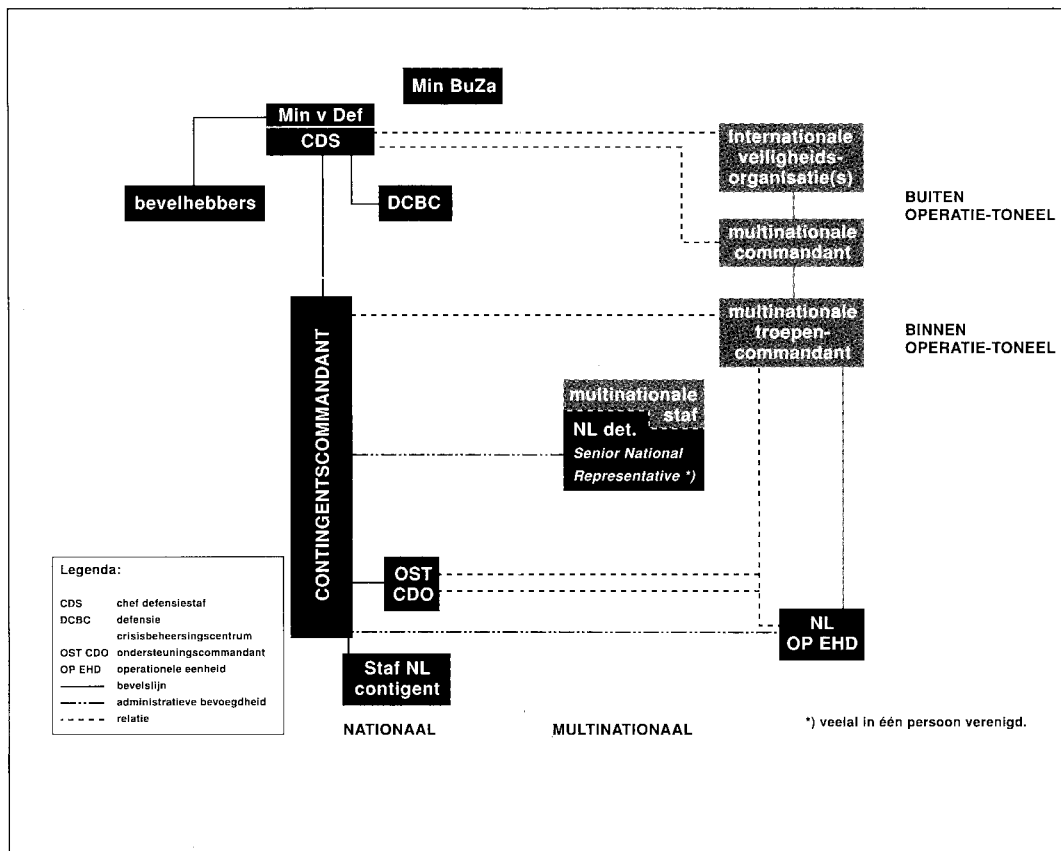 Min BuZa
Min v Def
CDS
bevelhebbers
DCBC
Internationale
veiligheids-
organisatie(s)
multinationale
commandant
BUITEN
OPERATIE-TONEEL
multinationale
troepen-
commandant
BINNEN
OPERATIE-TONEEL
CONTINGENTSCOMMANDANT
multinationale
staf
NL det.
Senior National
Representative *)
OST
CDO
NL
OP EHD
Staf NL
contigent
Legenda:
CDS chef defensiestaf
DCBC defensie
crisisbeheersingscentrum
OST CDO ondersteuningscommandant
OP EHD operationele eenheid
bevelslijn
administratieve bevoegdheid
relatie
NATIONAAL
MULTINATIONAAL
*) veelal in één persoon verenigd.